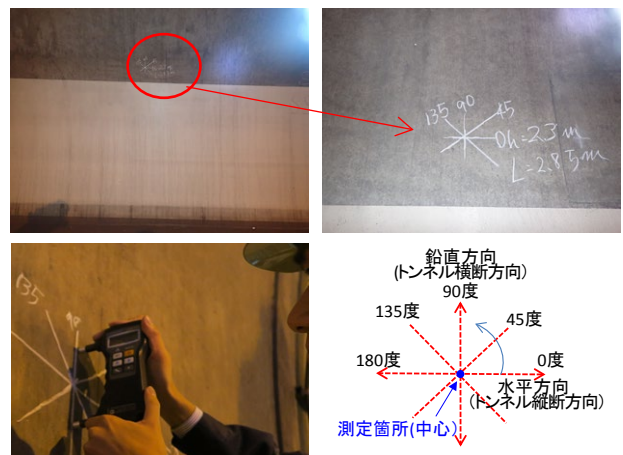 135 90 45
0h=2.3m
L=2.85m
135
90
鉛直方向
(トンネル横断方向)
90度
135度
45度
180度
0度
水平方向
(トンネル縦断方向)
測定箇所(中心)